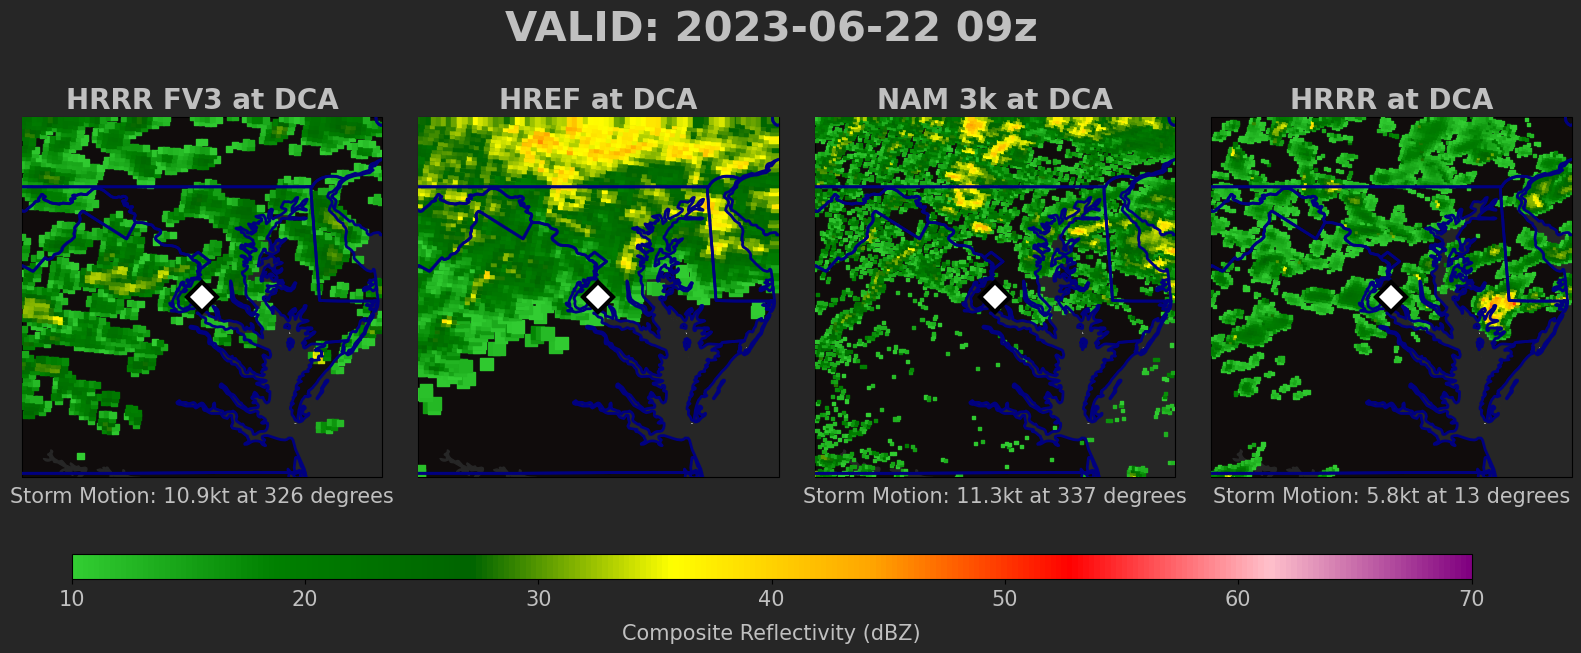 VALID: 2023-06-22 09z
HRRR FV3 at DCA
HREF at DCA
NAM 3k at DCA
HRRR at DCA
Storm Motion: 10.9kt at 326 degrees
Storm Motion: 11.3kt at 337 degrees
Storm Motion: 5.8kt at 13 degrees
10 20 30 40 50 60 70
Composite Reflectivity (dBZ)